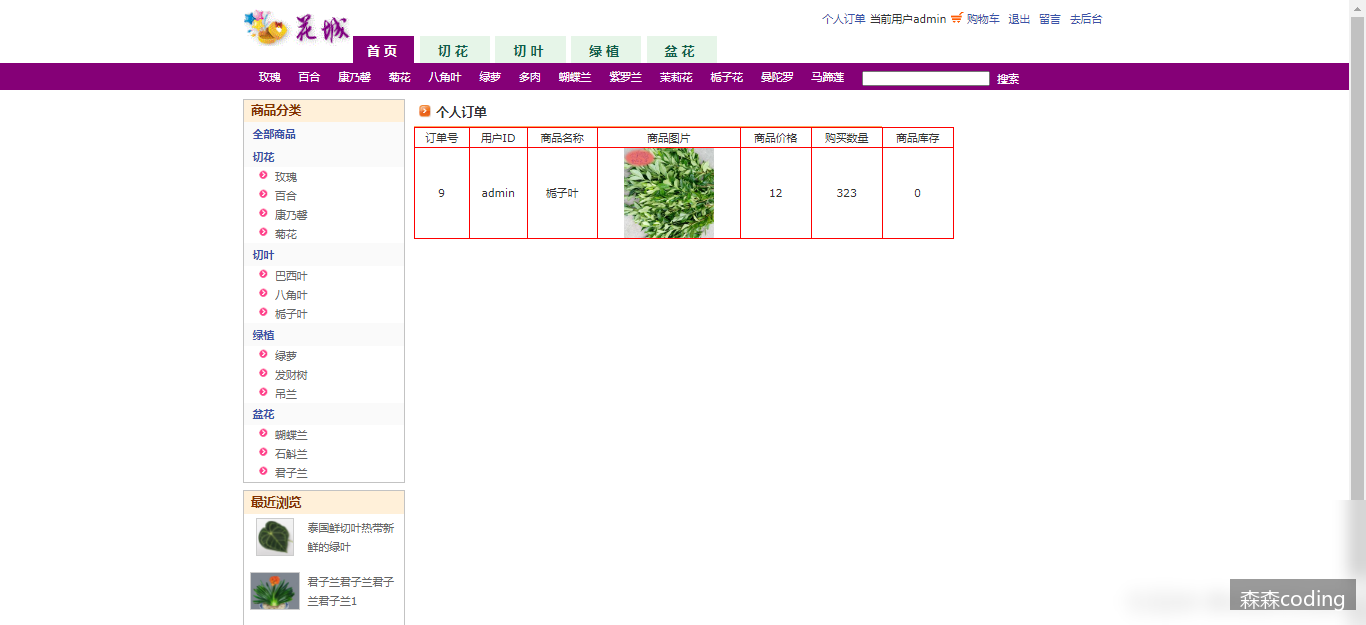 花城
个人订单 当前用户admin 购物车 退出 留言 去后台
首 页 切 花 切 叶 绿 植 盆 花
玫瑰 百合 康乃馨 菊花 八角叶 绿萝 多肉 蝴蝶兰 紫罗兰 茉莉花 栀子花 曼陀罗 马蹄莲 搜索
商品分类
全部商品
切花
玫瑰
百合
康乃馨
菊花
切叶
巴西叶
八角叶
栀子叶
绿植
绿萝
发财树
吊兰
盆花
蝴蝶兰
石斛兰
君子兰
最近浏览
泰国鲜切叶热带新
鲜的绿叶
君子兰君子兰君子
兰君子兰1
个人订单
订单号 用户ID 商品名称 商品图片 商品价格 购买数量 商品库存
9 admin 栀子叶 12 323 0
森森coding